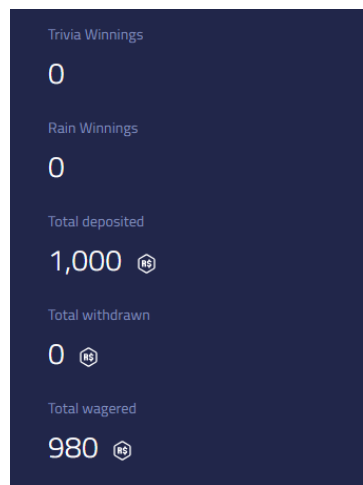 Trivia Winnings
0
Rain Winnings
0
Total deposited
1,000 R$
Total withdrawn
0 R$
Total wagered
980 R$